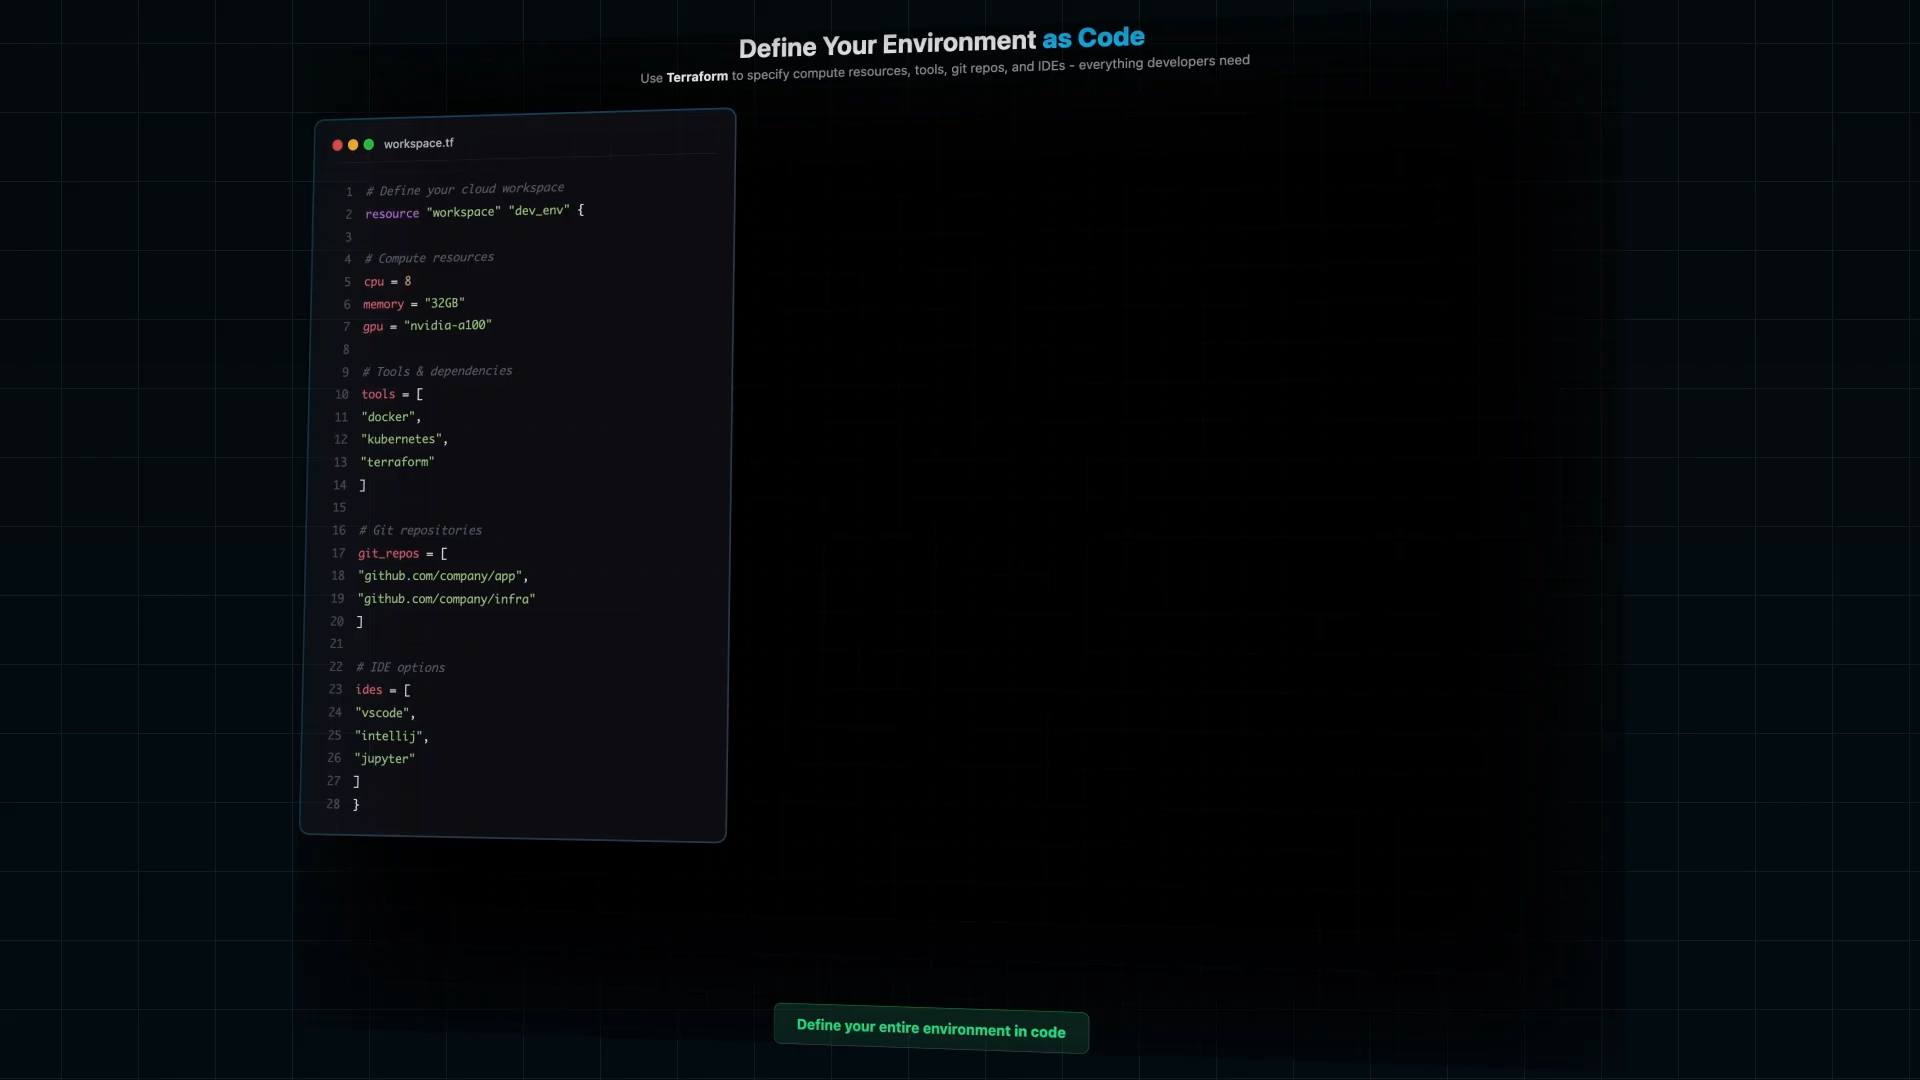 Define Your Environment as Code
Use Terraform to specify compute resources, tools, git repos, and IDEs - everything developers need
workspace.tf
1 # Define your cloud workspace
2 resource "workspace" "dev_env" {
3
4 # Compute resources
5 cpu = 8
6 memory = "32GB"
7 gpu = "nvidia-a100"
8
9 # Tools & dependencies
10 tools = [
11 "docker",
12 "kubernetes",
13 "terraform"
14 ]
15
16 # Git repositories
17 git_repos = [
18 "github.com/company/app",
19 "github.com/company/infra"
20 ]
21
22 # IDE options
23 ides = [
24 "vscode",
25 "intellij",
26 "jupyter"
27 ]
28 }
Define your entire environment in code